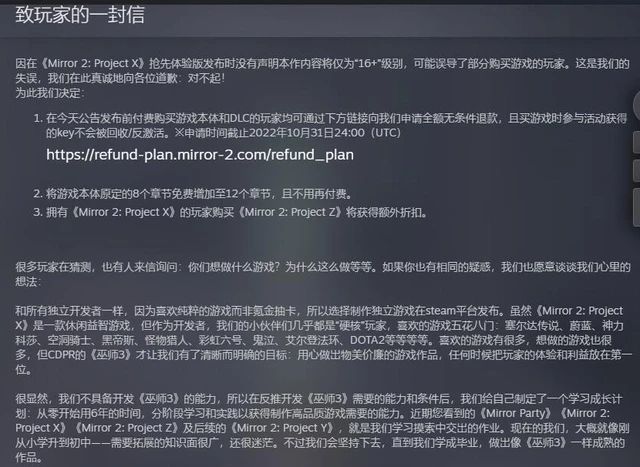 致玩家的一封信
因在《Mirror 2: Project X》抢先体验版发布时没有声明本作内容将仅为“16+”级别，可能误导了部分购买游戏的玩家。这是我们的
失误，我们在此真诚地向各位道歉：对不起！
为此我们决定：
1. 在今天公告发布前付费购买游戏本体和DLC的玩家均可通过下方链接向我们申请全额无条件退款，且买游戏时参与活动获得
的key不会被回收/反激活。※申请时间截止2022年10月31日24:00（UTC）
https://refund-plan.mirror-2.com/refund_plan
2. 将游戏本体原定的8个章节免费增加至12个章节，且不用再付费。
3. 拥有《Mirror 2: Project X》的玩家购买《Mirror 2: Project Z》将获得额外折扣。
很多玩家在猜测，也有人来信询问：你们想做什么游戏？为什么这么做等等。如果你也有相同的疑惑，我们也愿意谈谈我们心里的
想法：
和所有独立开发者一样，因为喜欢纯粹的游戏而非氪金抽卡，所以选择制作独立游戏在steam平台发布。虽然《Mirror 2: Project
X》是一款休闲益智游戏，但作为开发者，我们的小伙伴们几乎都是“硬核”玩家，喜欢的游戏五花八门：塞尔达传说、蔚蓝、神力
科莎、空洞骑士、黑帝斯、怪物猎人、彩虹六号、鬼泣、艾尔登法环、DOTA2等等等等。喜欢的游戏有很多，想做的游戏也很
多，但CDPR的《巫师3》才让我们有了清晰而明确的目标：用心做出物美价廉的游戏作品，任何时候把玩家的体验和利益放在第一
位。
很显然，我们不具备开发《巫师3》的能力，所以在反推开发《巫师3》需要的能力和条件后，我们给自己制定了一个学习成长计
划：从零开始用6年的时间，分阶段学习和实践以获得制作高品质游戏需要的能力。近期您看到的《Mirror Party》《Mirror 2:
Project X》《Mirror 2: Project Z》及后续的《Mirror 2: Project Y》，就是我们学习摸索中交出的作业。现在的我们，大概就像刚
从小学升到初中——需要拓展的知识面很广，还很迷茫。不过我们会坚持下去，直到我们学成毕业，做出像《巫师3》一样成熟的
作品。